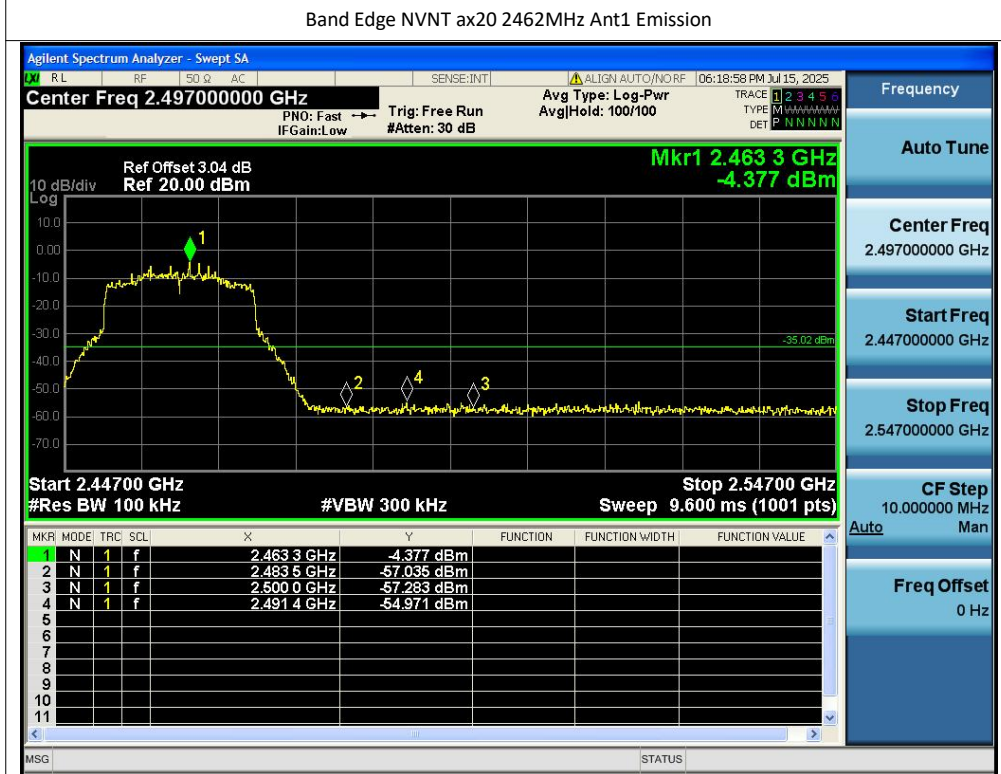 Band Edge NVNT ax20 2462MHz Ant1 Emission
Agilent Spectrum Analyzer - Swept SA
LXI RL RF 50 Ω AC SENSE:INT ALIGN AUTO/NO RF 06:18:58 PM Jul 15, 2025
Center Freq 2.497000000 GHz
PNO: Fast
IFGain:Low
Trig: Free Run
#Atten: 30 dB
Avg Type: Log-Pwr
Avg|Hold: 100/100
TRACE 1 2 3 4 5 6
TYPE M
DET P N N N N N
Mkr1 2.463 3 GHz
-4.377 dBm
Ref Offset 3.04 dB
10 dB/div Ref 20.00 dBm
Log
10.0
0.00
-10.0
-20.0
-30.0
-40.0
-50.0
-60.0
-70.0
1
2
4
3
-35.02 dBm
Start 2.44700 GHz Stop 2.54700 GHz
#Res BW 100 kHz #VBW 300 kHz Sweep 9.600 ms (1001 pts)
MKR MODE TRC SCL X Y FUNCTION FUNCTION WIDTH FUNCTION VALUE
1 N 1 f 2.463 3 GHz -4.377 dBm
2 N 1 f 2.483 5 GHz -57.035 dBm
3 N 1 f 2.500 0 GHz -57.283 dBm
4 N 1 f 2.491 4 GHz -54.971 dBm
5
6
7
8
9
10
11
MSG STATUS
Frequency
Auto Tune
Center Freq
2.497000000 GHz
Start Freq
2.447000000 GHz
Stop Freq
2.547000000 GHz
CF Step
10.000000 MHz
Auto Man
Freq Offset
0 Hz